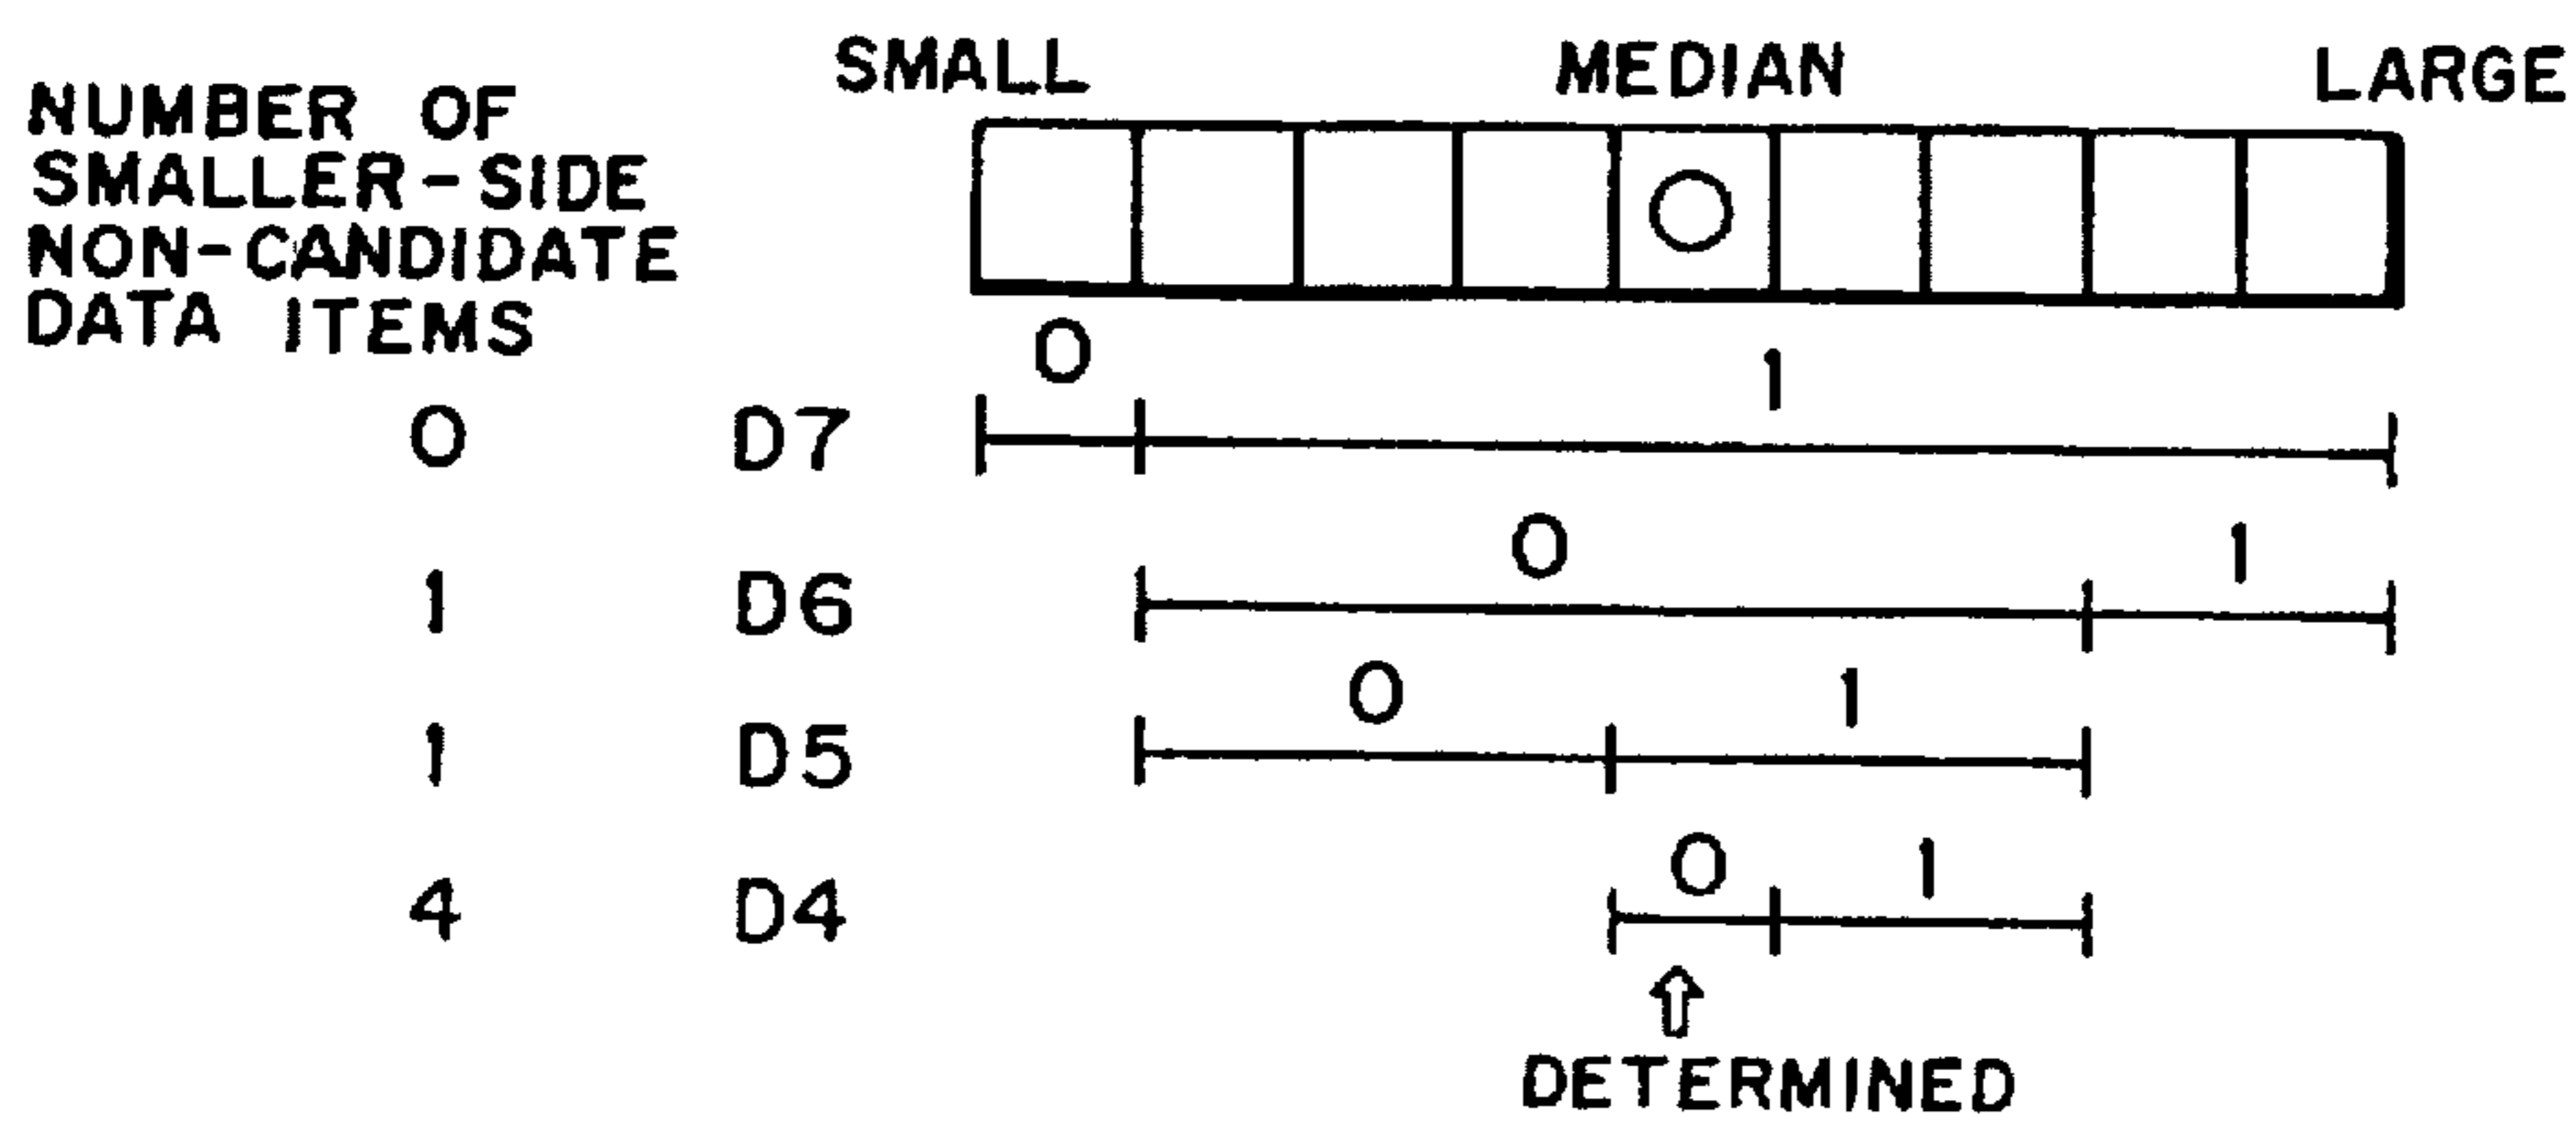 SMALL MEDIAN LARGE
NUMBER OF
SMALLER-SIDE
NON-CANDIDATE
DATA ITEMS
0 1
0 D7
0 1
1 D6
0 1
1 D5
0 1
4 D4
DETERMINED